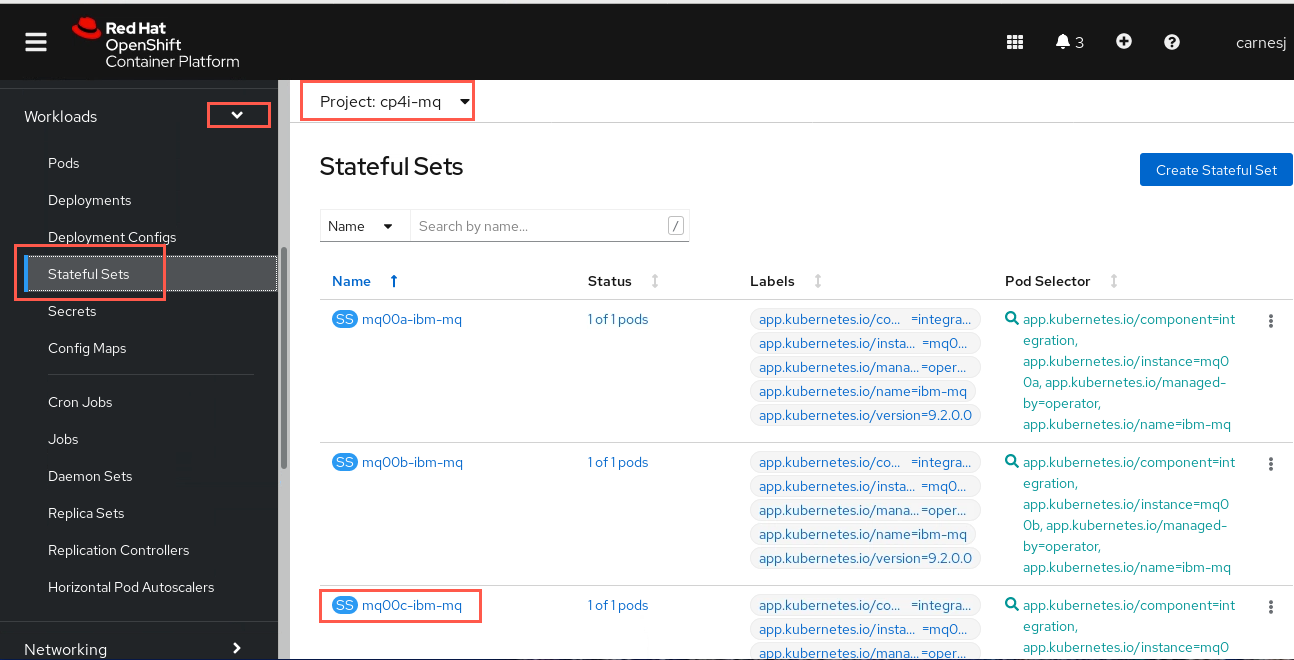 Red Hat
OpenShift
Container Platform
3
carnesj
Workloads
Pods
Deployments
Deployment Configs
Stateful Sets
Secrets
Config Maps
Cron Jobs
Jobs
Daemon Sets
Replica Sets
Replication Controllers
Horizontal Pod Autoscalers
Networking
Project: cp4i-mq
Stateful Sets
Create Stateful Set
Name Search by name... /
Name Status Labels Pod Selector
SS mq00a-ibm-mq
1 of 1 pods
app.kubernetes.io/co... =integra...
app.kubernetes.io/insta... =mq0...
app.kubernetes.io/mana... =oper...
app.kubernetes.io/name=ibm-mq
app.kubernetes.io/version=9.2.0.0
app.kubernetes.io/component=int
egration,
app.kubernetes.io/instance=mq0
0a, app.kubernetes.io/managed-
by=operator,
app.kubernetes.io/name=ibm-mq
SS mq00b-ibm-mq
1 of 1 pods
app.kubernetes.io/co... =integra...
app.kubernetes.io/insta... =mq0...
app.kubernetes.io/mana... =oper...
app.kubernetes.io/name=ibm-mq
app.kubernetes.io/version=9.2.0.0
app.kubernetes.io/component=int
egration,
app.kubernetes.io/instance=mq0
0b, app.kubernetes.io/managed-
by=operator,
app.kubernetes.io/name=ibm-mq
SS mq00c-ibm-mq
1 of 1 pods
app.kubernetes.io/co... =integra...
app.kubernetes.io/insta... =mq0...
app.kubernetes.io/mana... =oper...
app.kubernetes.io/component=int
egration,
app.kubernetes.io/instance=mq0